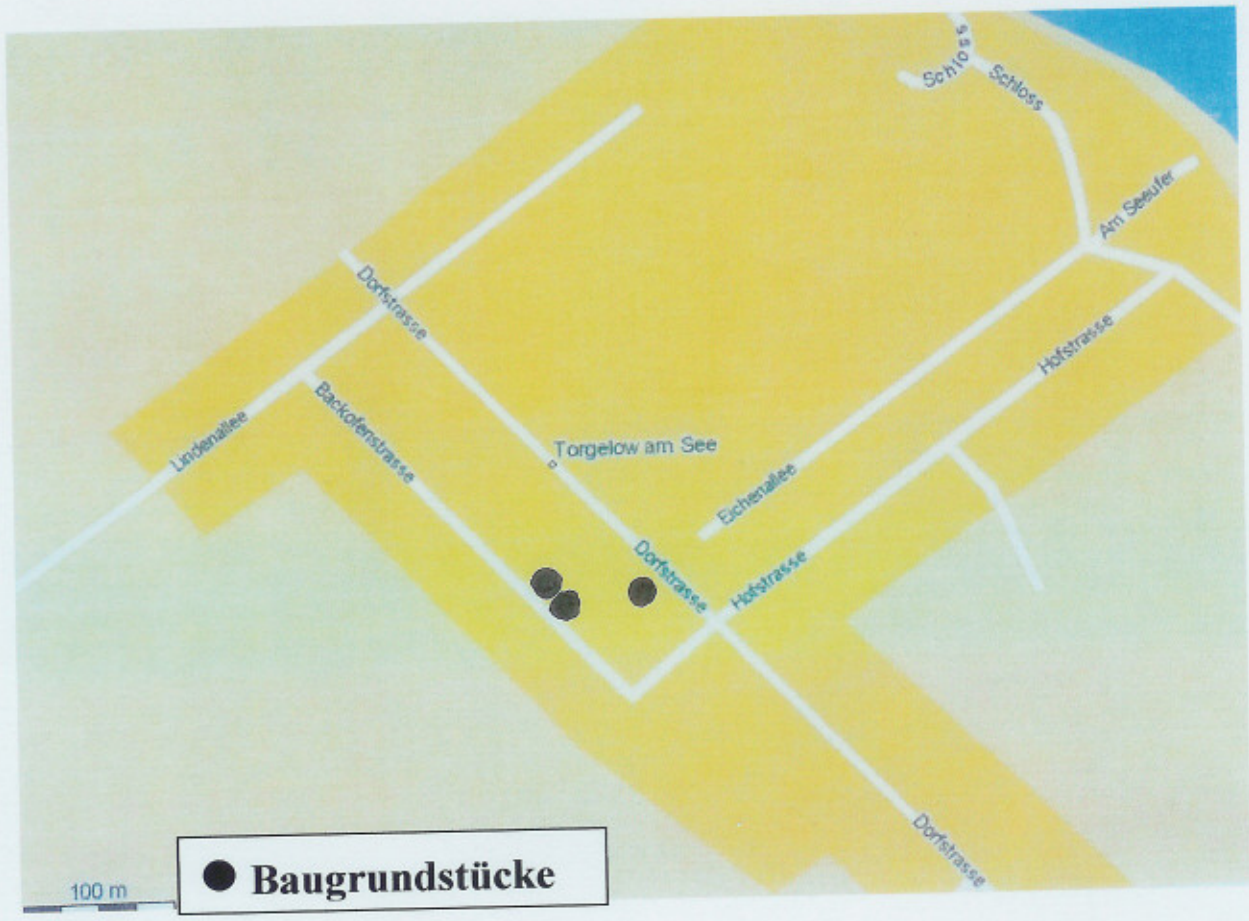 Schloss
Schloss
Am Seeufer
Dorfstrasse
Hofstrasse
Backofenstrasse
Lindenallee
Torgelow am See
Eichenallee
Dorfstrasse
Hofstrasse
Dorfstrasse
Baugrundstücke
100 m